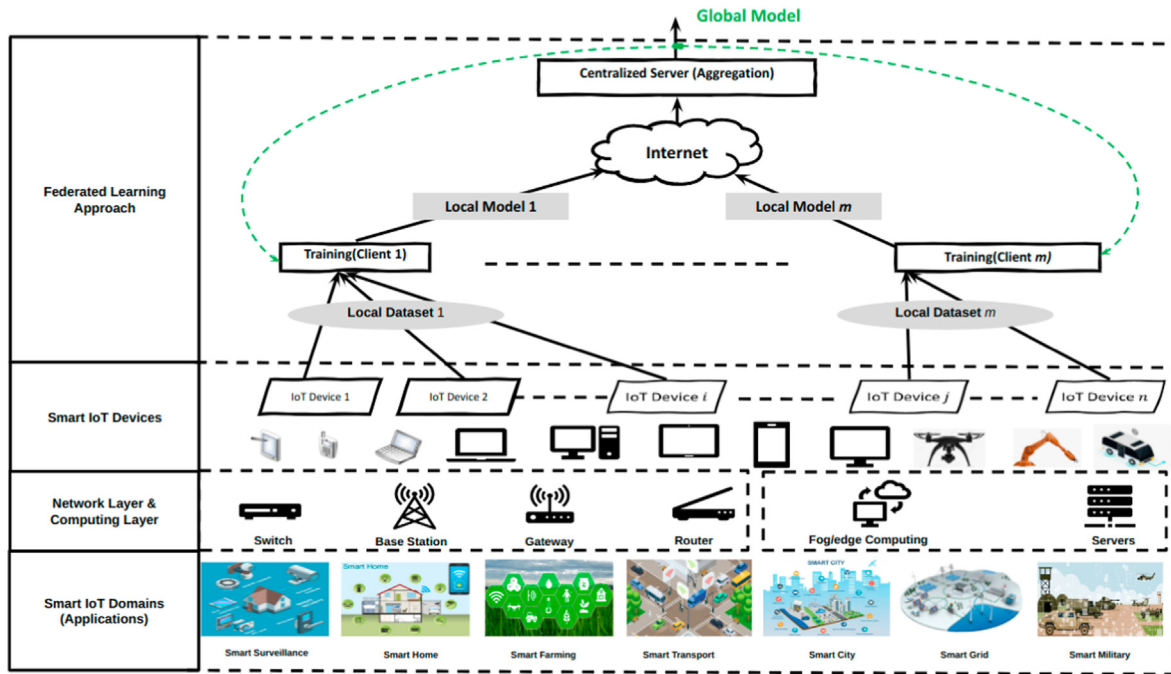 Global Model
Centralized Server (Aggregation)
Internet
Federated Learning
Approach
Local Model 1
Local Model m
Training(Client 1)
Training(Client m)
Local Dataset 1
Local Dataset m
Smart IoT Devices
IoT Device 1
IoT Device 2
IoT Device i
IoT Device j
IoT Device n
Network Layer &
Computing Layer
Switch
Base Station
Gateway
Router
Fog/edge Computing
Servers
Smart IoT Domains
(Applications)
Smart Home
SMART CITY
Smart Surveillance
Smart Home
Smart Farming
Smart Transport
Smart City
Smart Grid
Smart Military